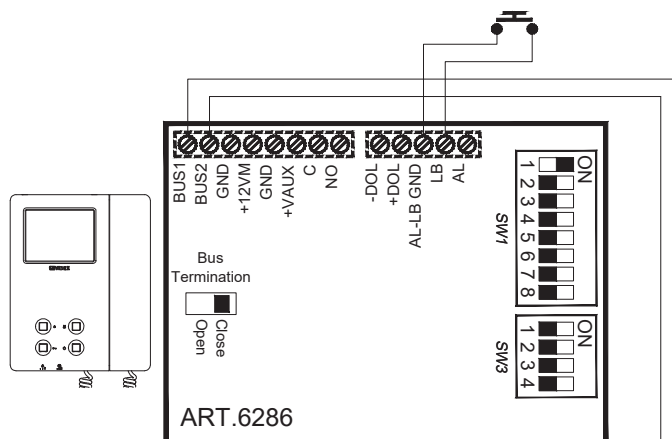 BUS1
BUS2
GND
+12VM
GND
+VAUX
C
NO
-DOL
+DOL
AL-LB GND
LB
AL
SW1
1
2
3
4
5
6
7
8
ON
Bus
Termination
Open
Close
SW3
1
2
3
4
ON
ART.6286